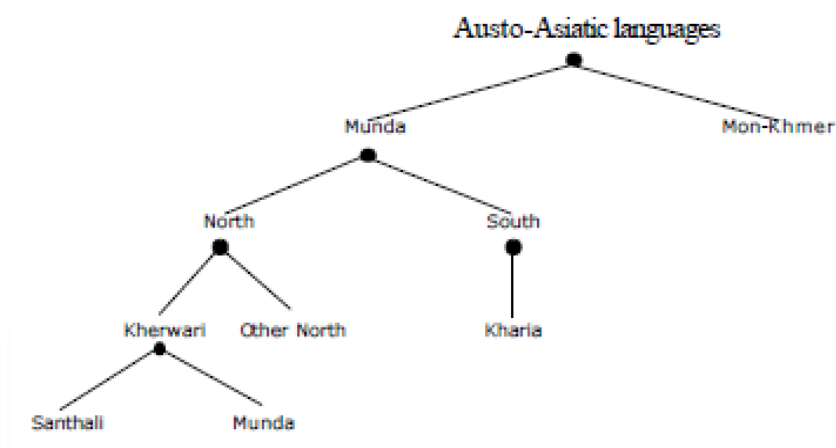 Austo-Asiatic languages
Munda
Mon-Khmer
North
South
Kherwari
Other North
Kharia
Santhali
Munda